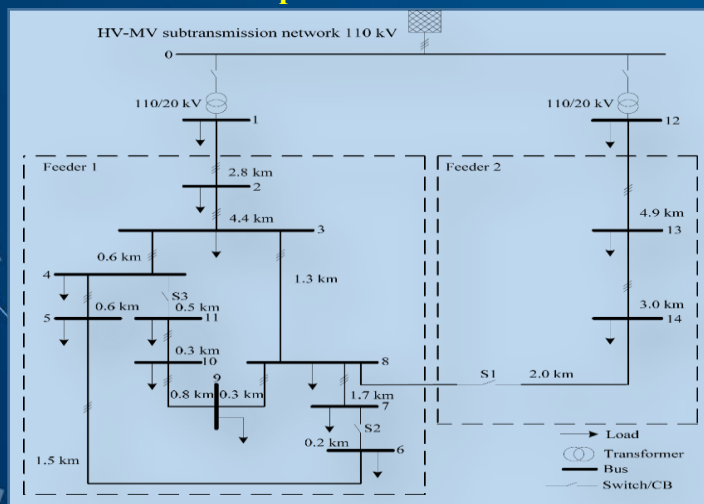 HV-MV subtransmission network 110 kV
0
110/20 kV
110/20 kV
1
12
Feeder 1
Feeder 2
2.8 km
2
4.4 km
4.9 km
3
13
0.6 km
1.3 km
4
S3
0.6 km
0.5 km
3.0 km
5
11
14
0.3 km
10
8
9
S1
2.0 km
0.8 km
0.3 km
1.7 km
7
S2
0.2 km
6
1.5 km
Load
Transformer
Bus
Switch/CB